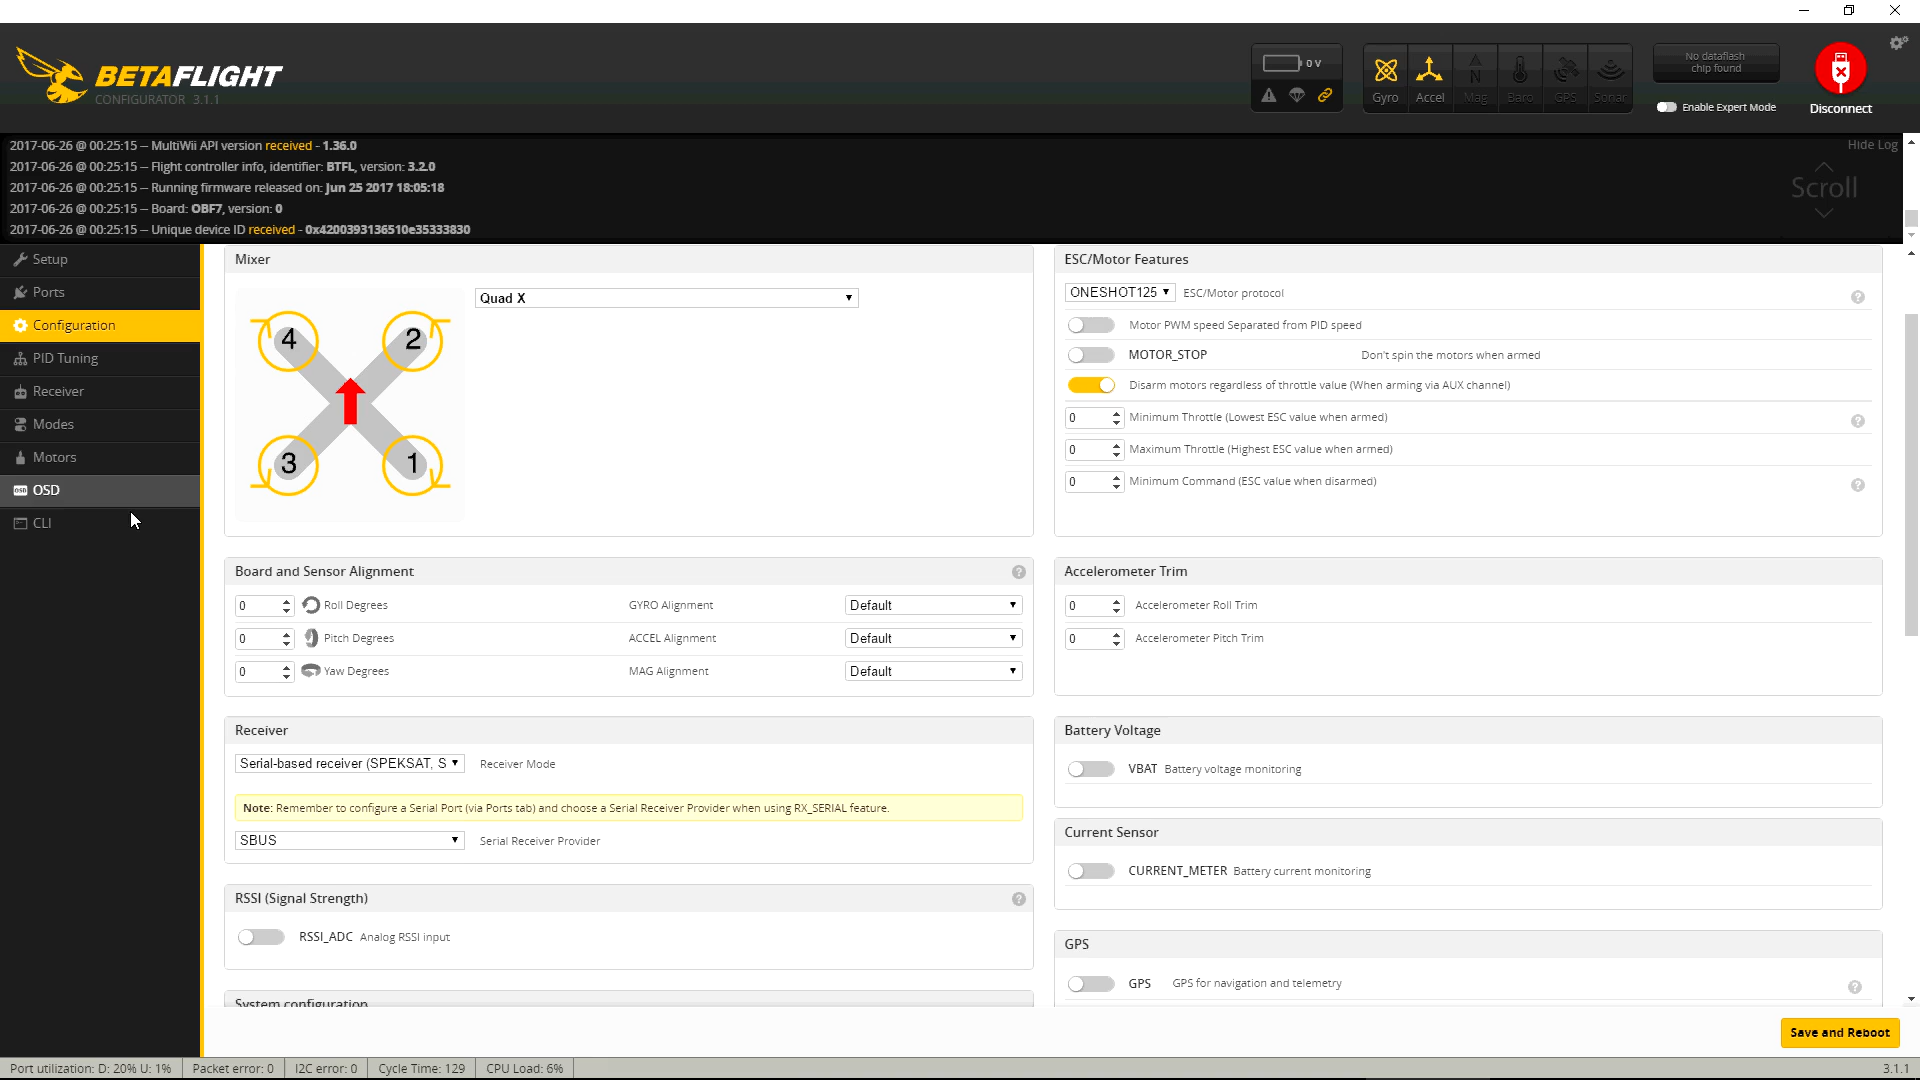 BETAFLIGHT
CONFIGURATOR 3.1.1
0 V
Gyro
Accel
Mag
Baro
GPS
Sonar
No dataflash
chip found
Enable Expert Mode
Disconnect
2017-06-26 @ 00:25:15 -- MultiWii API version received - 1.36.0
2017-06-26 @ 00:25:15 -- Flight controller info, identifier: BTFL, version: 3.2.0
2017-06-26 @ 00:25:15 -- Running firmware released on: Jun 25 2017 18:05:18
2017-06-26 @ 00:25:15 -- Board: OBF7, version: 0
2017-06-26 @ 00:25:15 -- Unique device ID received - 0x4200393136510e35333830
Hide Log
Scroll
Setup
Ports
Configuration
PID Tuning
Receiver
Modes
Motors
OSD
CLI
Mixer
Quad X
4
2
3
1
ESC/Motor Features
ONESHOT125 ESC/Motor protocol
Motor PWM speed Separated from PID speed
MOTOR_STOP Don't spin the motors when armed
Disarm motors regardless of throttle value (When arming via AUX channel)
0 Minimum Throttle (Lowest ESC value when armed)
0 Maximum Throttle (Highest ESC value when armed)
0 Minimum Command (ESC value when disarmed)
Board and Sensor Alignment
0 Roll Degrees GYRO Alignment Default
0 Pitch Degrees ACCEL Alignment Default
0 Yaw Degrees MAG Alignment Default
Accelerometer Trim
0 Accelerometer Roll Trim
0 Accelerometer Pitch Trim
Receiver
Serial-based receiver (SPEKSAT, S Receiver Mode
Note: Remember to configure a Serial Port (via Ports tab) and choose a Serial Receiver Provider when using RX_SERIAL feature.
SBUS Serial Receiver Provider
Battery Voltage
VBAT Battery voltage monitoring
Current Sensor
CURRENT_METER Battery current monitoring
RSSI (Signal Strength)
RSSI_ADC Analog RSSI input
GPS
GPS GPS for navigation and telemetry
System configuration
Save and Reboot
Port utilization: D: 20% U: 1% Packet error: 0 I2C error: 0 Cycle Time: 129 CPU Load: 6% 3.1.1